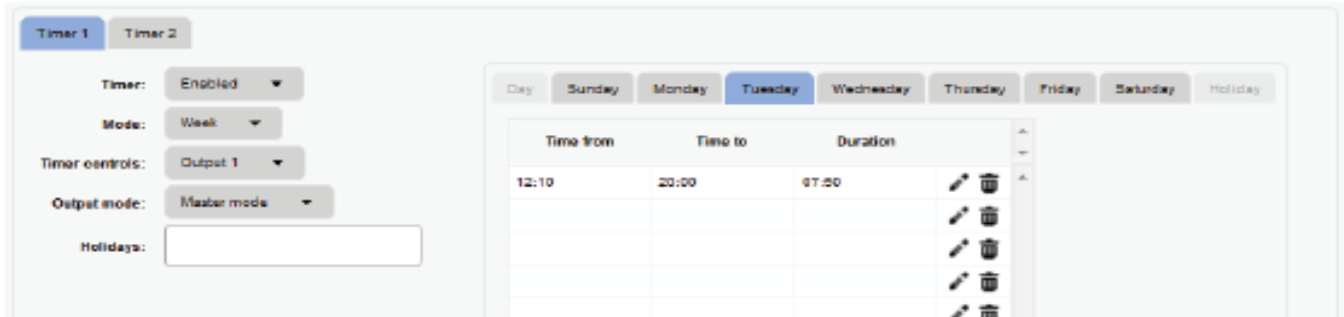 Timer 1 Timer 2
Timer: Enabled
Mode: Week
Timer controls: Output 1
Output mode: Master mode
Holidays:
Day Sunday Monday Tuesday Wednesday Thursday Friday Saturday Holiday
Time from Time to Duration
12:10 20:00 07:50